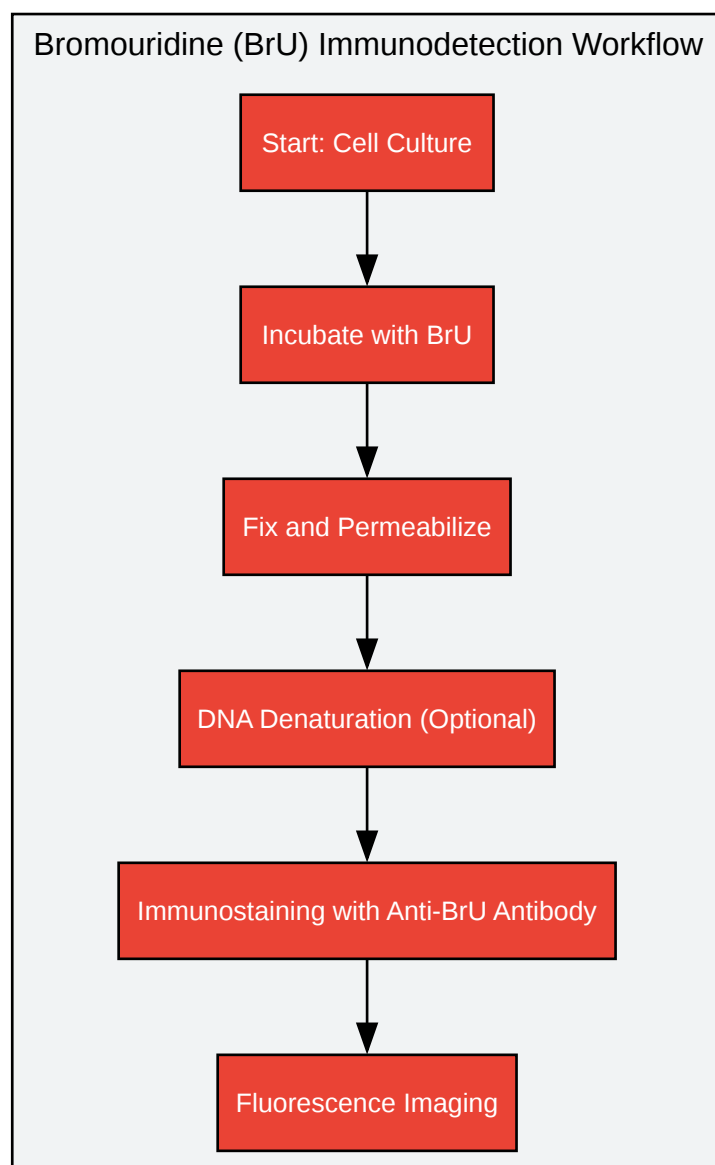 Bromouridine (BrU) Immunodetection Workflow
Start: Cell Culture
Incubate with BrU
Fix and Permeabilize
DNA Denaturation (Optional)
Immunostaining with Anti-BrU Antibody
Fluorescence Imaging